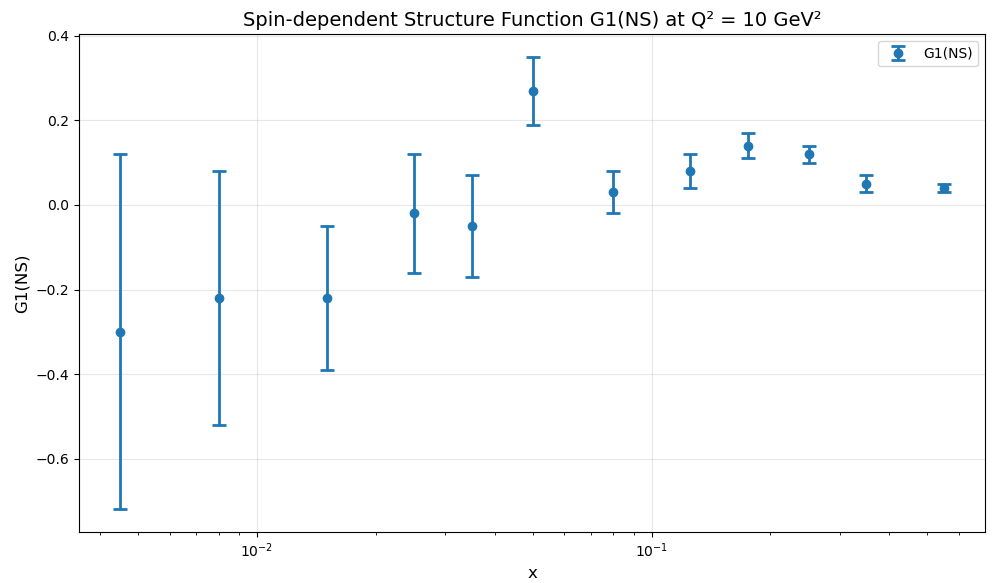 Spin-dependent Structure Function G1(NS) at Q² = 10 GeV²
G1(NS)
0.4
0.2
0.0
−0.2
−0.4
−0.6
G1(NS)
10⁻²
10⁻¹
x